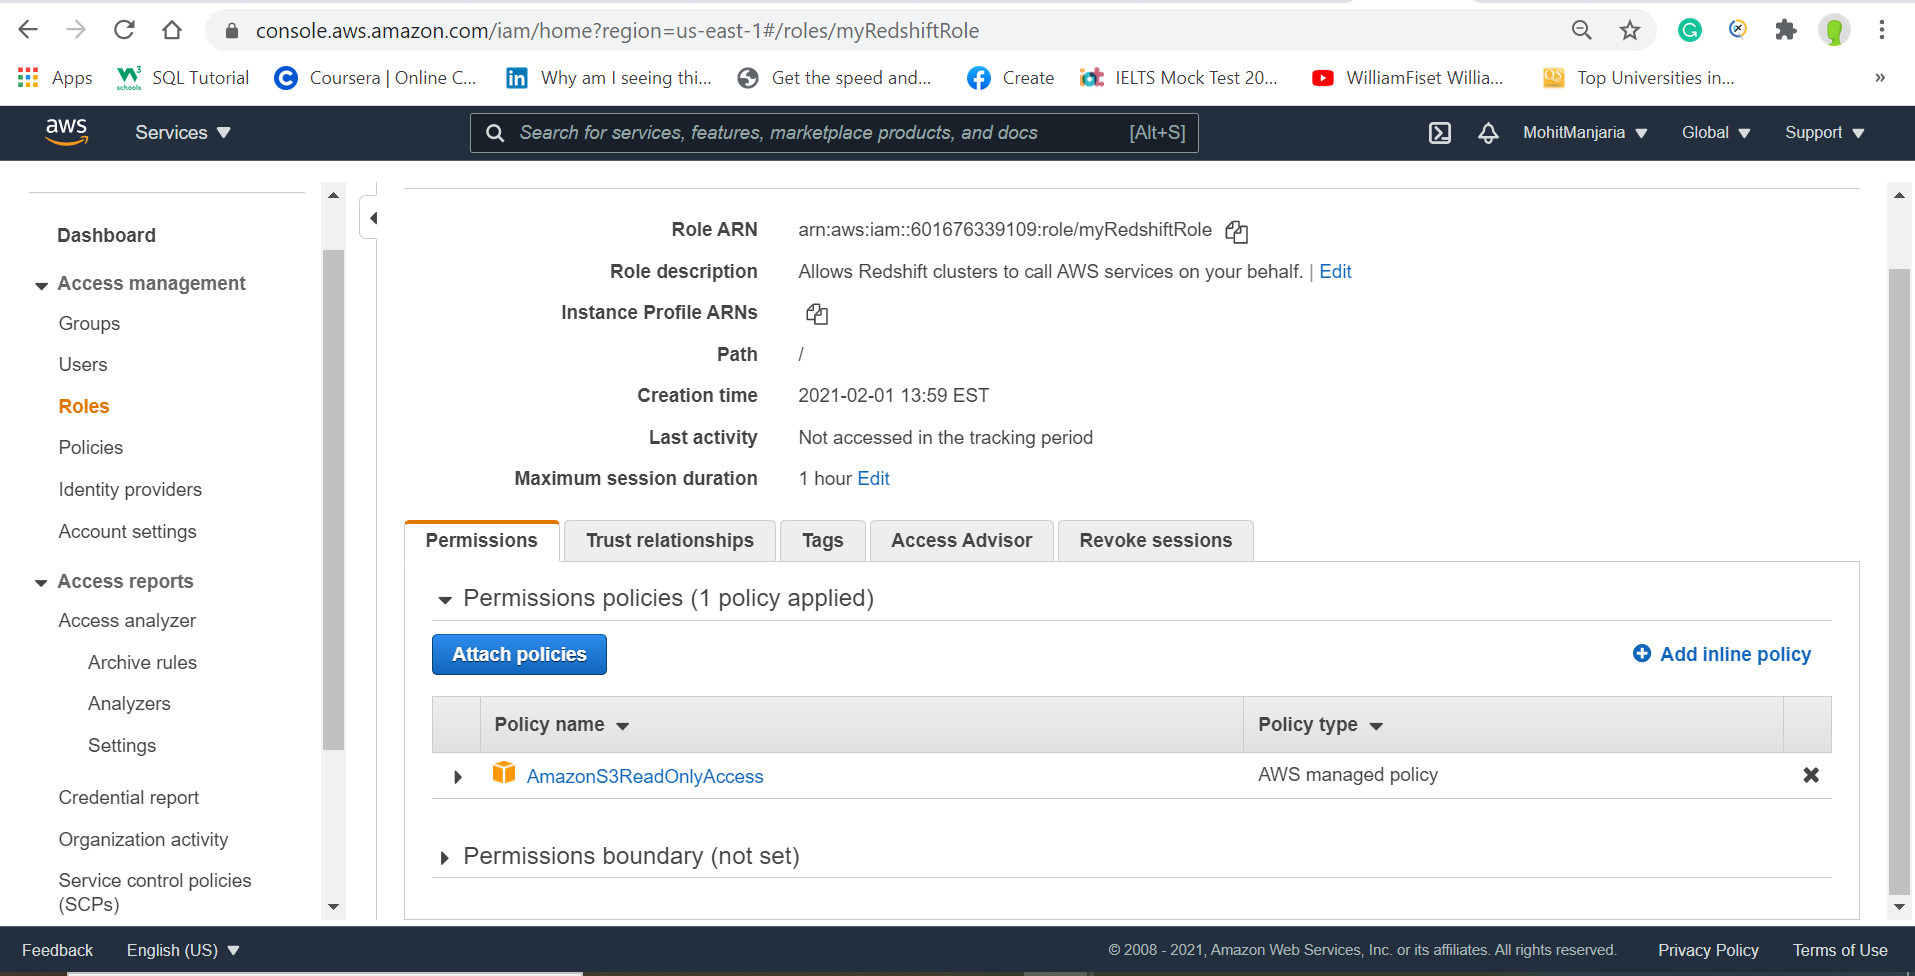 console.aws.amazon.com/iam/home?region=us-east-1#/roles/myRedshiftRole
Apps
W3 schools SQL Tutorial
Coursera | Online C...
Why am I seeing thi...
Get the speed and...
Create
IELTS Mock Test 20...
WilliamFiset Willia...
Top Universities in...
»
aws
Services
Search for services, features, marketplace products, and docs [Alt+S]
MohitManjaria
Global
Support
Dashboard
Access management
Groups
Users
Roles
Policies
Identity providers
Account settings
Access reports
Access analyzer
Archive rules
Analyzers
Settings
Credential report
Organization activity
Service control policies
(SCPs)
Role ARN arn:aws:iam::601676339109:role/myRedshiftRole
Role description Allows Redshift clusters to call AWS services on your behalf. | Edit
Instance Profile ARNs
Path /
Creation time 2021-02-01 13:59 EST
Last activity Not accessed in the tracking period
Maximum session duration 1 hour Edit
Permissions Trust relationships Tags Access Advisor Revoke sessions
Permissions policies (1 policy applied)
Attach policies
Add inline policy
Policy name Policy type
AmazonS3ReadOnlyAccess AWS managed policy
Permissions boundary (not set)
Feedback English (US) © 2008 - 2021, Amazon Web Services, Inc. or its affiliates. All rights reserved. Privacy Policy Terms of Use